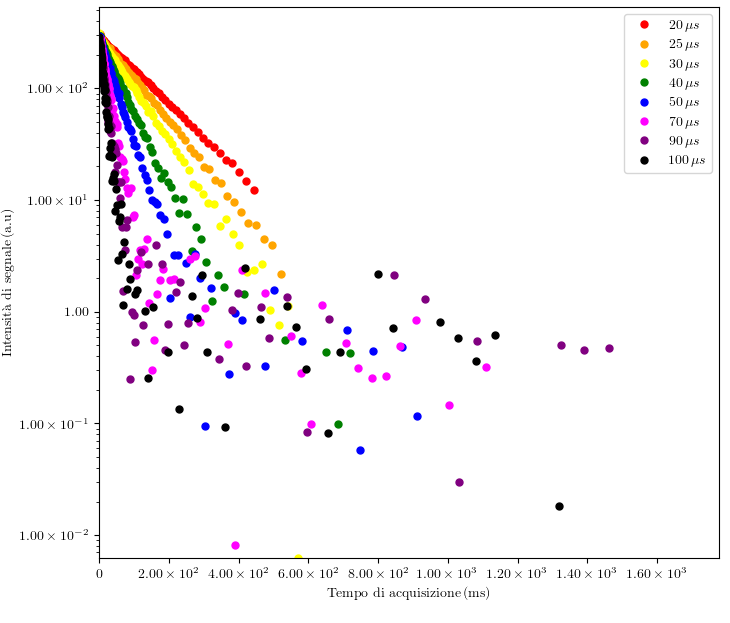 20 μs
25 μs
30 μs
40 μs
50 μs
70 μs
90 μs
100 μs
1.00 × 10²
1.00 × 10¹
1.00
1.00 × 10⁻¹
1.00 × 10⁻²
Intensità di segnale (a.u)
0 2.00 × 10² 4.00 × 10² 6.00 × 10² 8.00 × 10² 1.00 × 10³ 1.20 × 10³ 1.40 × 10³ 1.60 × 10³
Tempo di acquisizione (ms)